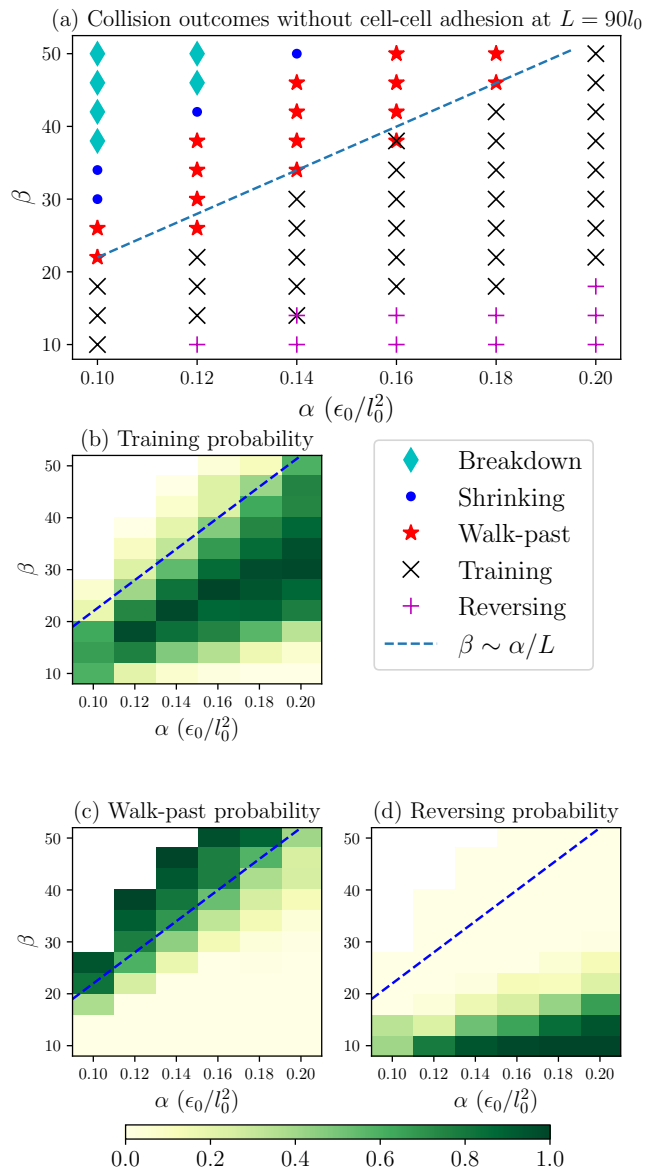 (a) Collision outcomes without cell-cell adhesion at L = 90l₀
50
40
30
20
10
β
0.10 0.12 0.14 0.16 0.18 0.20
α (ϵ₀/l₀²)
(b) Training probability
50
40
30
20
10
β
0.10 0.12 0.14 0.16 0.18 0.20
α (ϵ₀/l₀²)
Breakdown
Shrinking
Walk-past
Training
Reversing
β ∼ α/L
(c) Walk-past probability
50
40
30
20
10
β
0.10 0.12 0.14 0.16 0.18 0.20
α (ϵ₀/l₀²)
(d) Reversing probability
50
40
30
20
10
0.10 0.12 0.14 0.16 0.18 0.20
α (ϵ₀/l₀²)
0.0 0.2 0.4 0.6 0.8 1.0